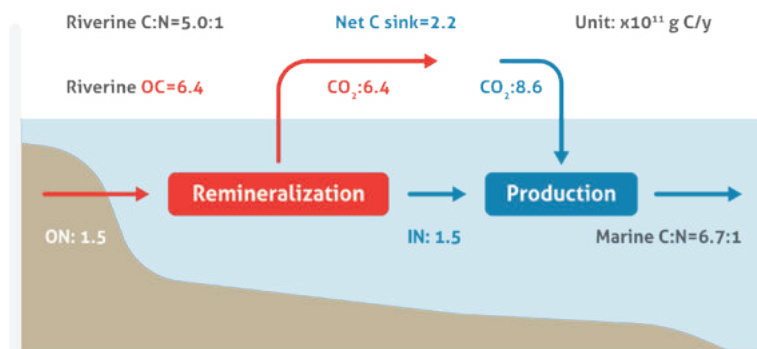 Riverine C:N=5.0:1 Net C sink=2.2 Unit: x10¹¹ g C/y
Riverine OC=6.4 CO₂:6.4 CO₂:8.6
Remineralization Production
ON: 1.5 IN: 1.5 Marine C:N=6.7:1